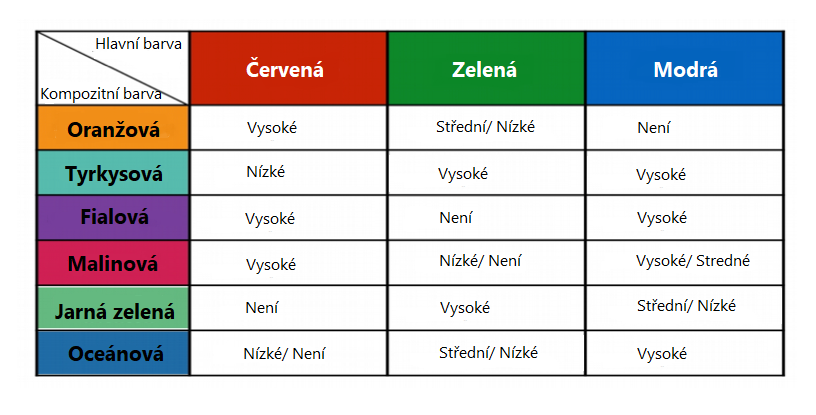 Hlavní barva
Kompozitní barva
Červená Zelená Modrá
Oranžová Vysoké Střední/ Nízké Není
Tyrkysová Nízké Vysoké Vysoké
Fialová Vysoké Není Vysoké
Malinová Vysoké Nízké/ Není Vysoké/ Stredné
Jarná zelená Není Vysoké Střední/ Nízké
Oceánová Nízké/ Není Střední/ Nízké Vysoké